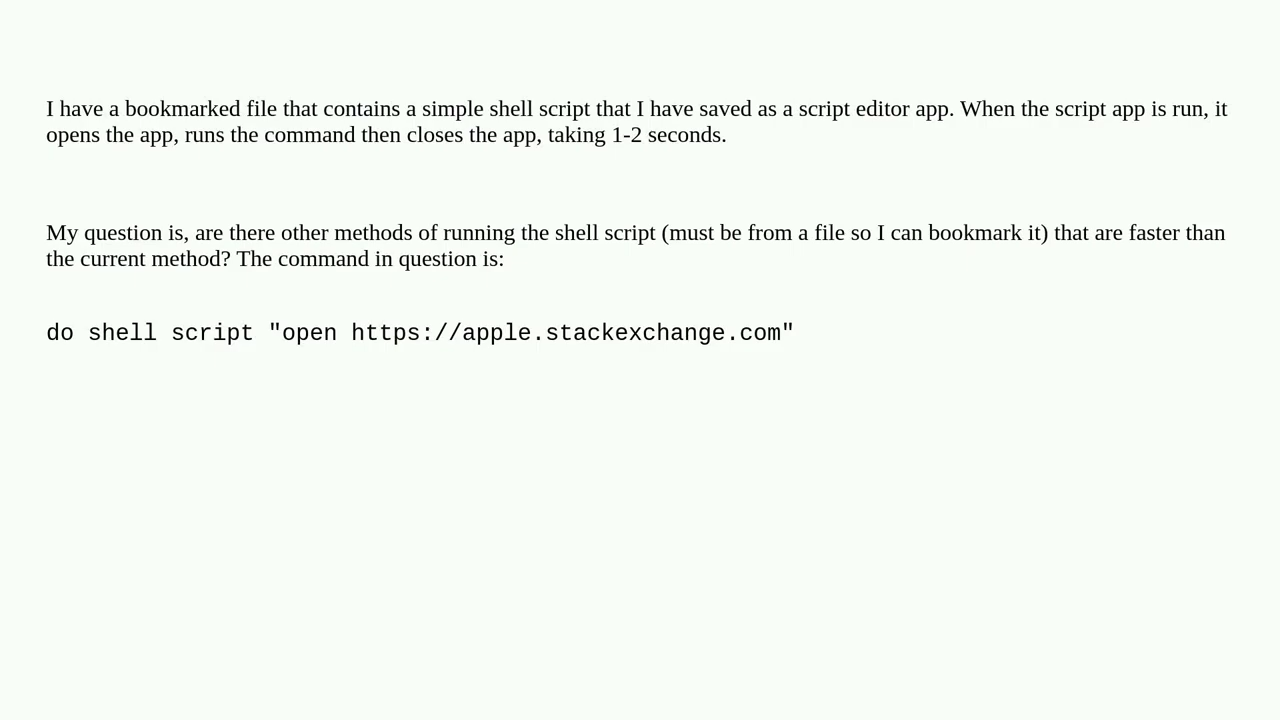 I have a bookmarked file that contains a simple shell script that I have saved as a script editor app. When the script app is run, it
opens the app, runs the command then closes the app, taking 1-2 seconds.
My question is, are there other methods of running the shell script (must be from a file so I can bookmark it) that are faster than
the current method? The command in question is:
do shell script "open https://apple.stackexchange.com"